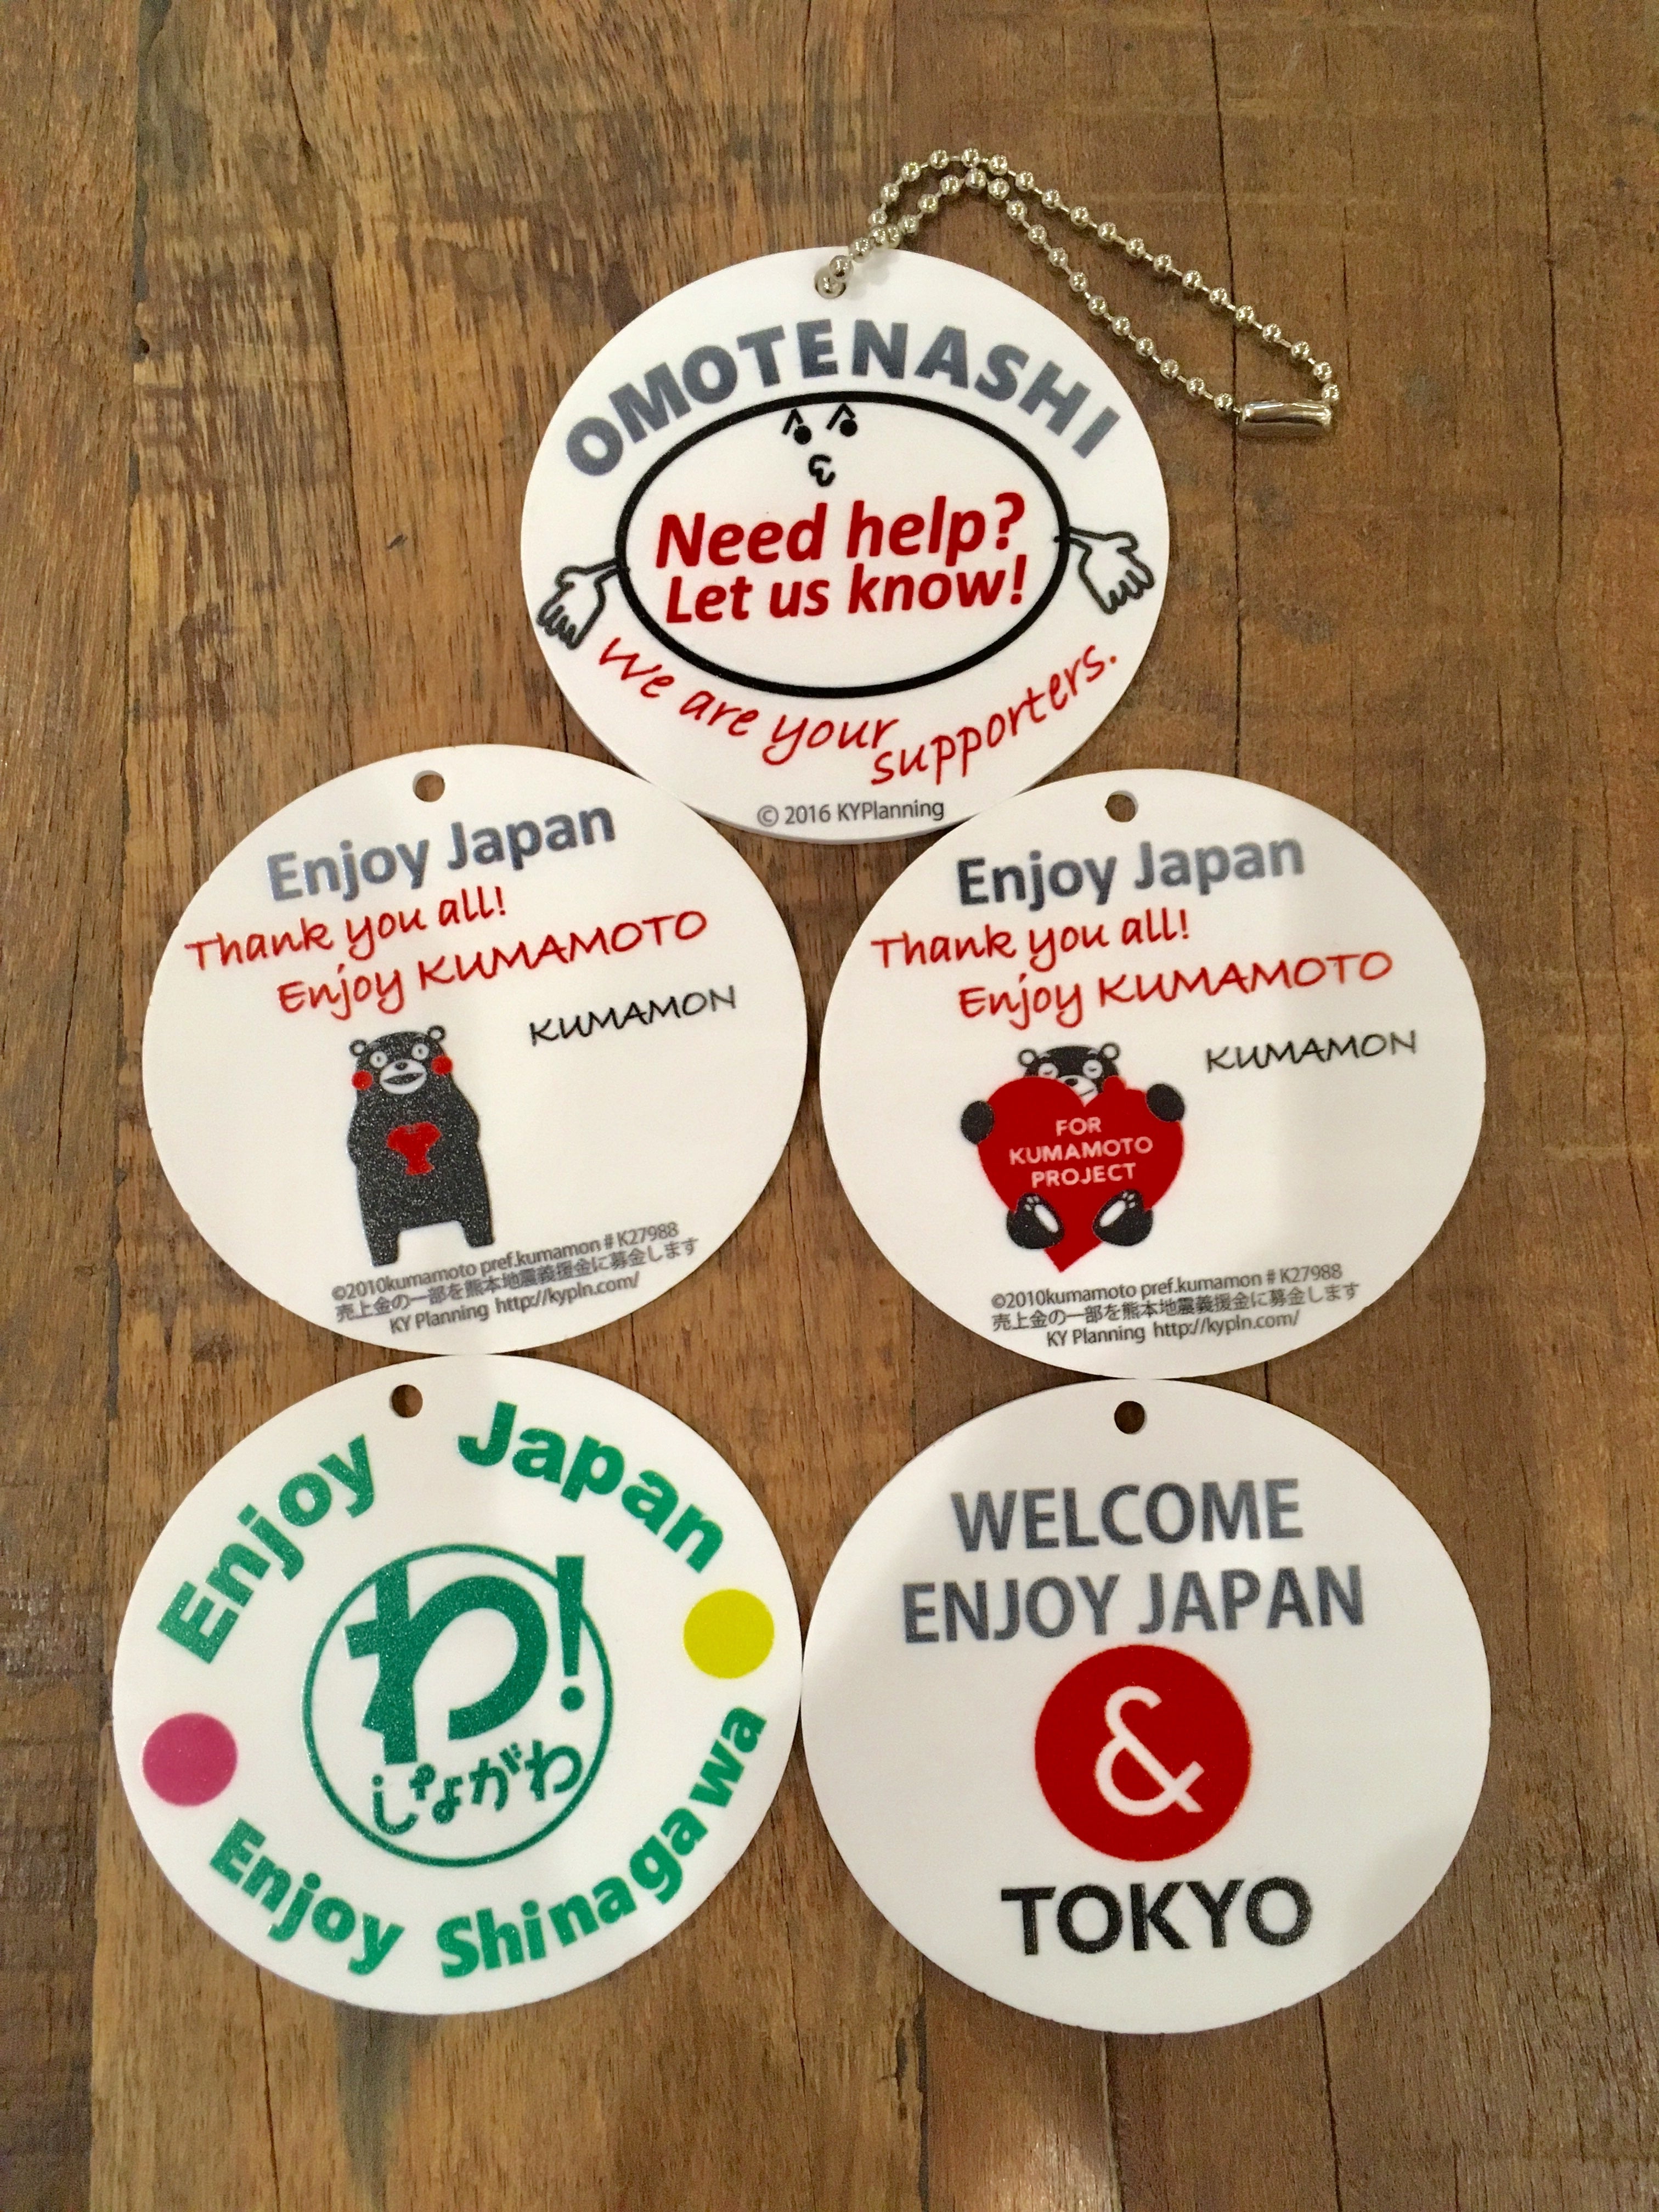 OMOTENASHI
Need help?
Let us know!
We are your supporters.
© 2016 KYPlanning
Enjoy Japan
Thank you all!
Enjoy KUMAMOTO
KUMAMON
©2010kumamoto pref.kumamon # K27988
売上金の一部を熊本地震義援金に募金します
KY Planning http://kypln.com/
Enjoy Japan
Thank you all!
Enjoy KUMAMOTO
KUMAMON
FOR
KUMAMOTO
PROJECT
©2010kumamoto pref.kumamon # K27988
売上金の一部を熊本地震義援金に募金します
KY Planning http://kypln.com/
Enjoy Japan
わ!
しながわ
Enjoy Shinagawa
WELCOME
ENJOY JAPAN
&
TOKYO